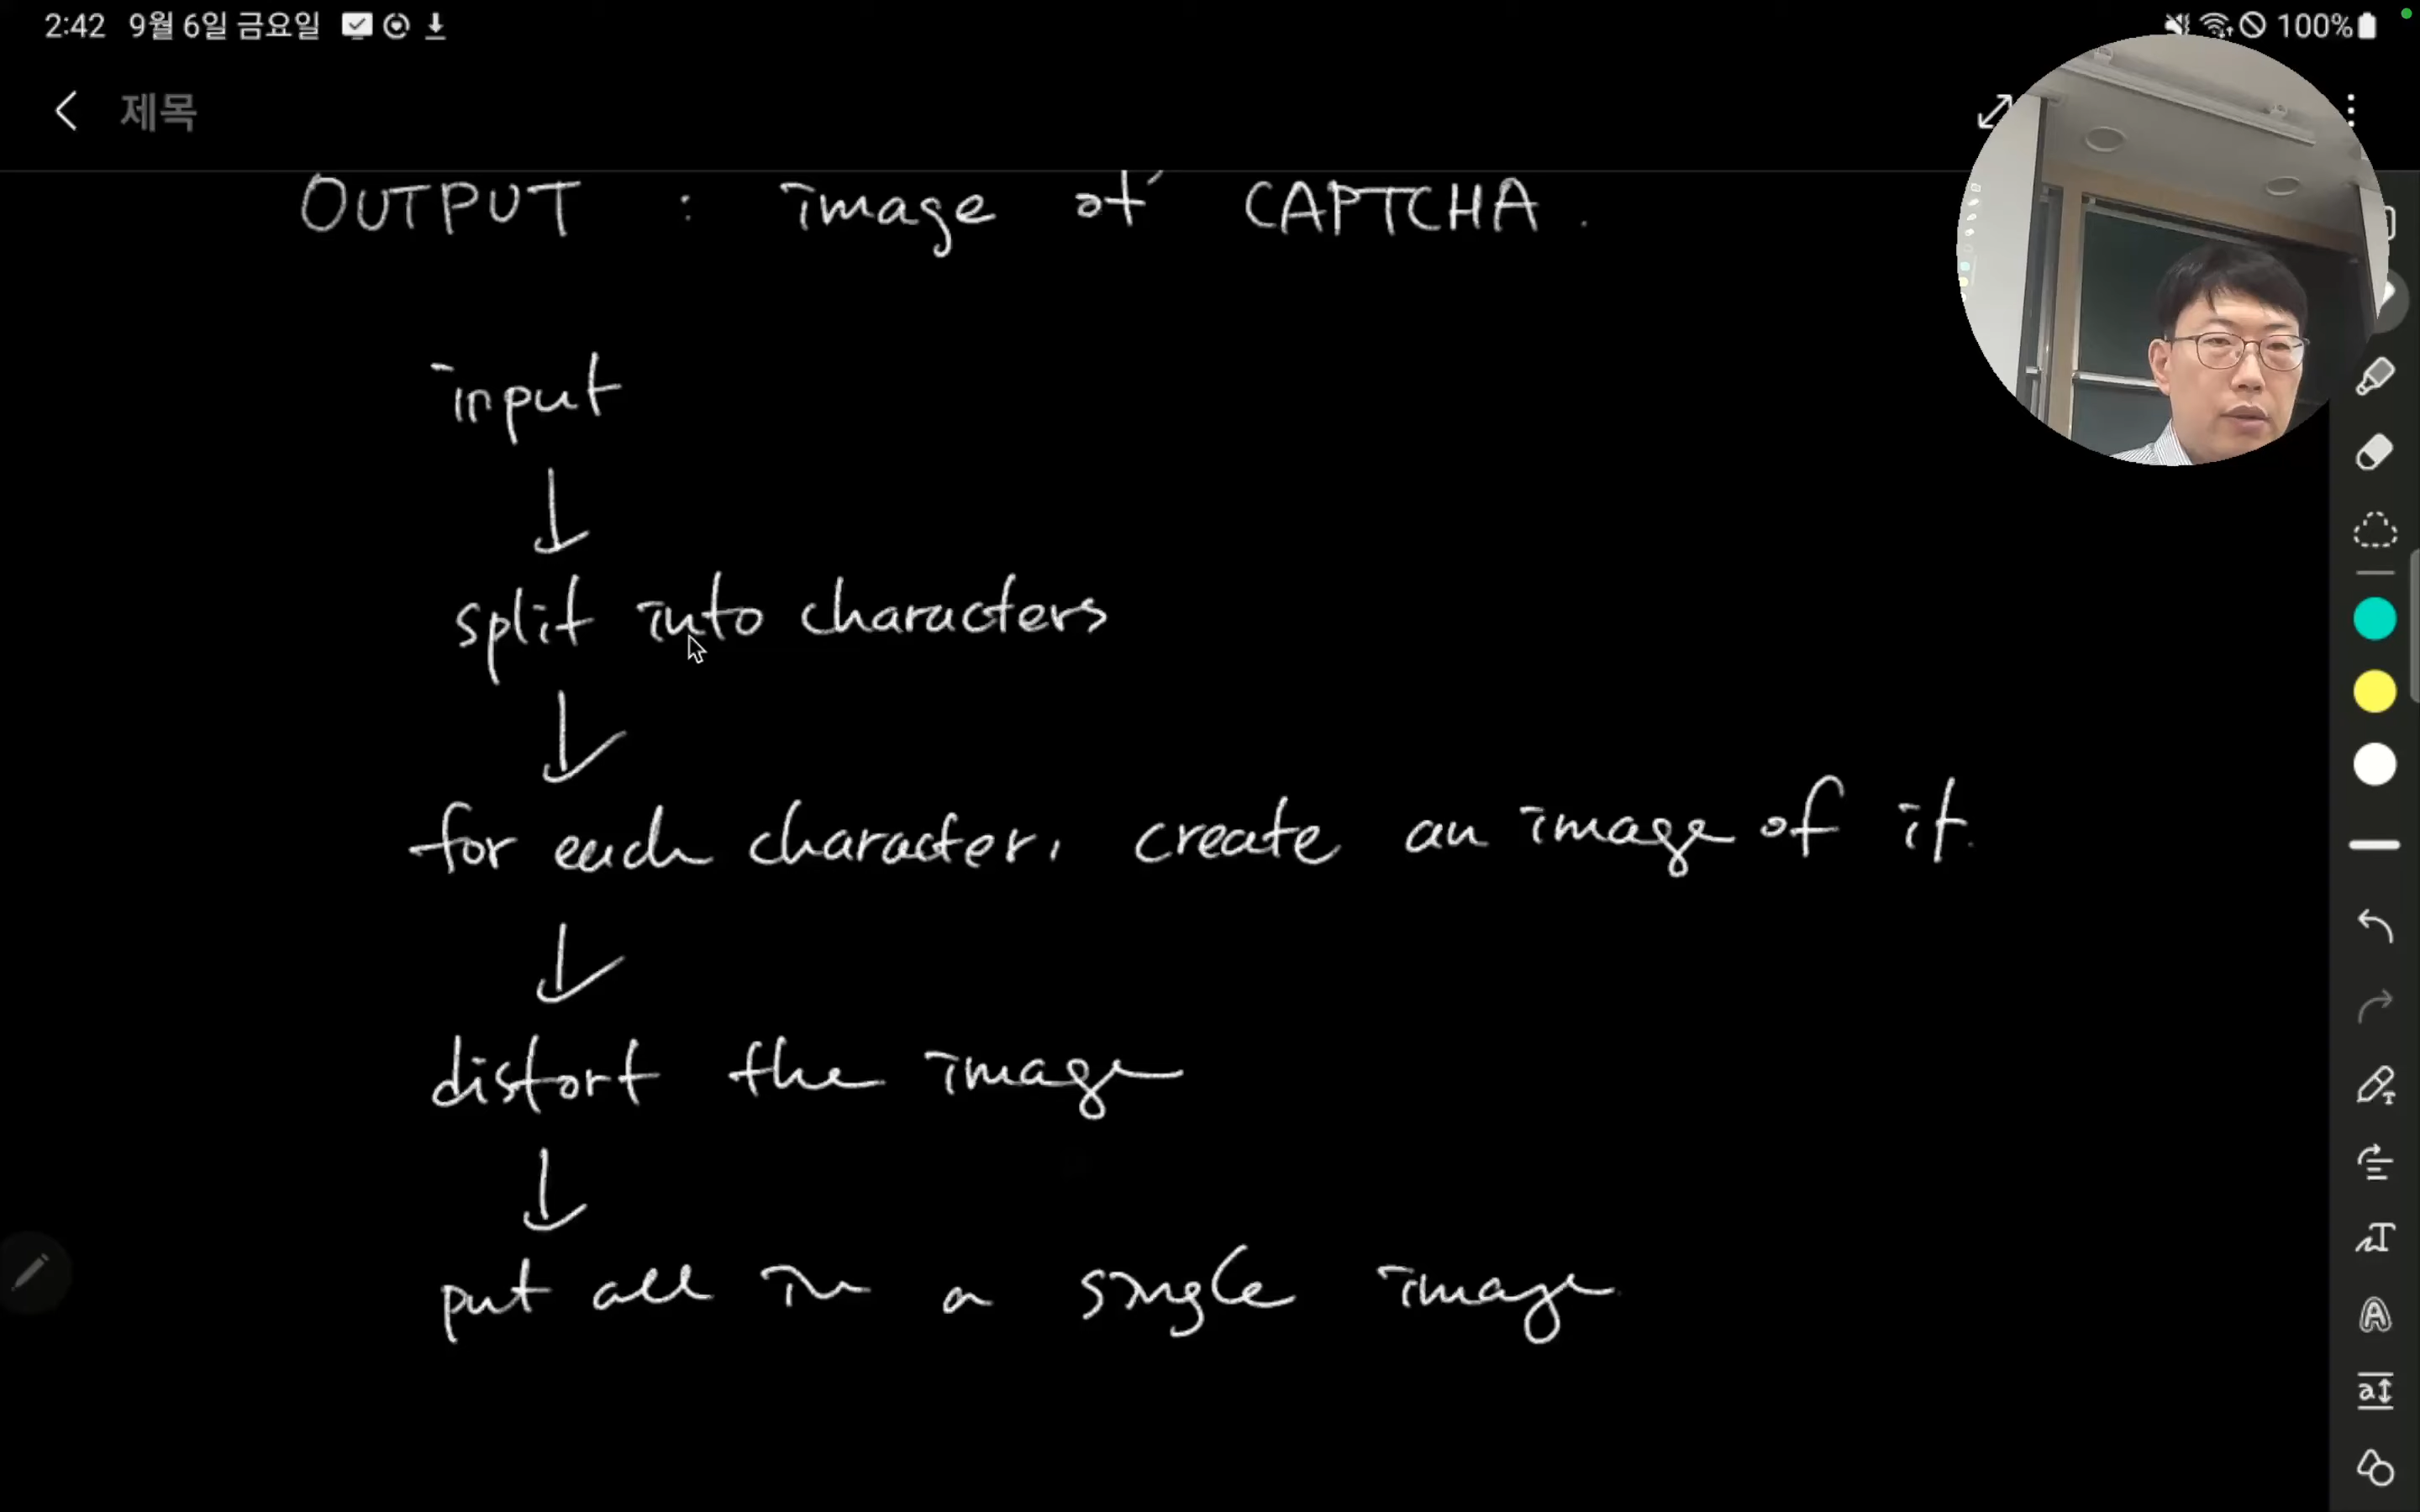 2:42 9월 6일 금요일 100%
제목
OUTPUT : image of CAPTCHA.
input
split into characters
for each character, create an image of it.
distort the image
put all in a single image